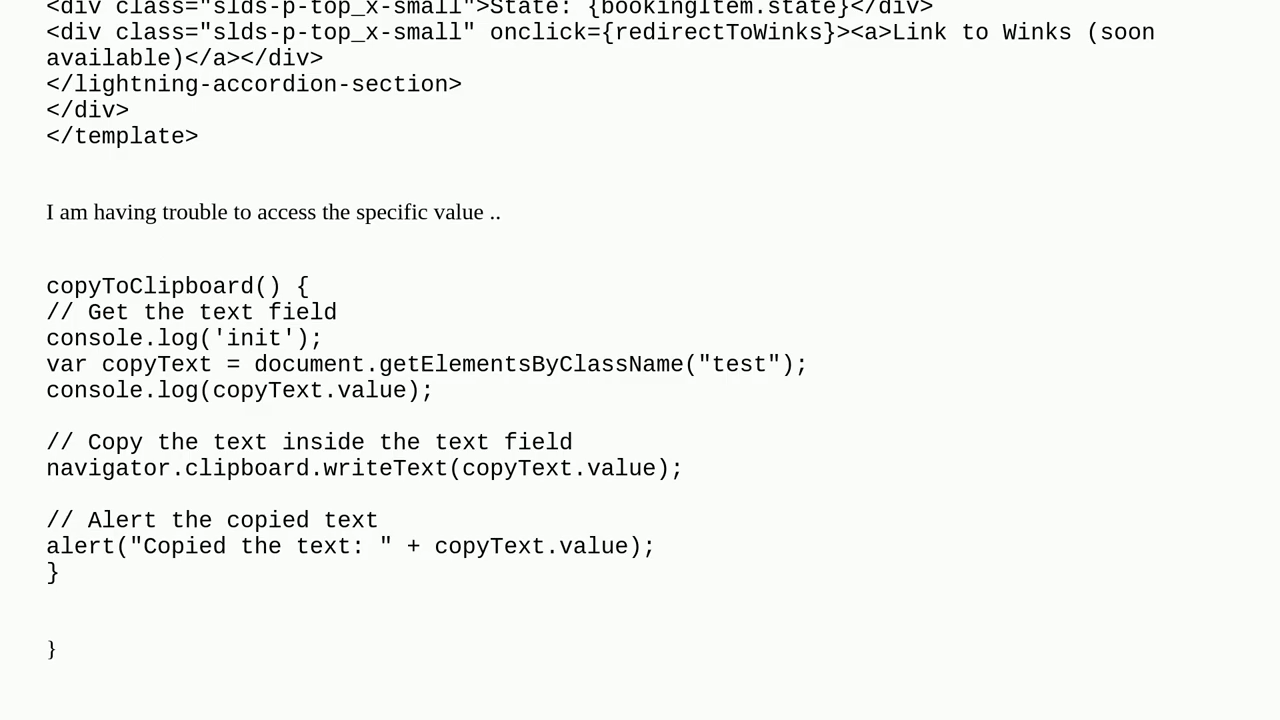 <div class="slds-p-top_x-small">State: {bookingItem.state}</div>
<div class="slds-p-top_x-small" onclick={redirectToWinks}><a>Link to Winks (soon
available)</a></div>
</lightning-accordion-section>
</div>
</template>
I am having trouble to access the specific value ..
copyToClipboard() {
// Get the text field
console.log('init');
var copyText = document.getElementsByClassName("test");
console.log(copyText.value);
// Copy the text inside the text field
navigator.clipboard.writeText(copyText.value);
// Alert the copied text
alert("Copied the text: " + copyText.value);
}
}